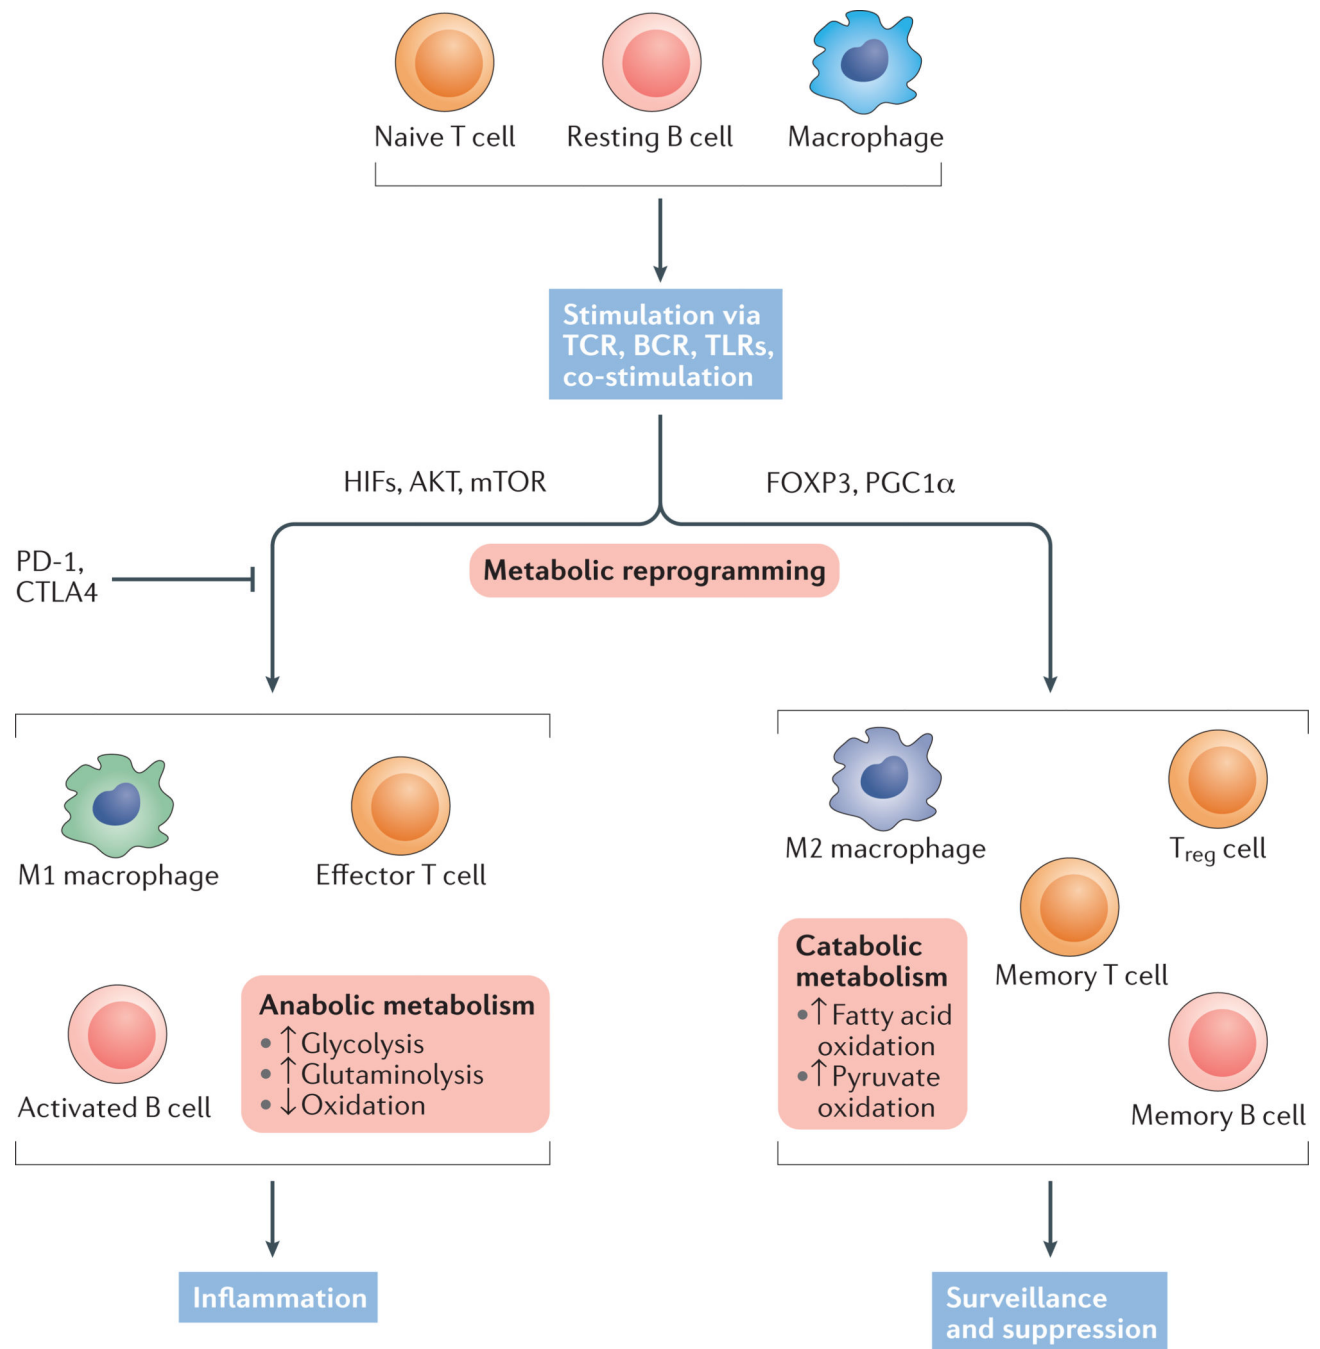 Naive T cell
Resting B cell
Macrophage
Stimulation via
TCR, BCR, TLRs,
co-stimulation
HIFs, AKT, mTOR
FOXP3, PGC1α
PD-1,
CTLA4
Metabolic reprogramming
M1 macrophage
Effector T cell
Activated B cell
Anabolic metabolism
• ↑ Glycolysis
• ↑ Glutaminolysis
• ↓ Oxidation
M2 macrophage
Treg cell
Memory T cell
Catabolic
metabolism
• ↑ Fatty acid
oxidation
• ↑ Pyruvate
oxidation
Memory B cell
Inflammation
Surveillance
and suppression